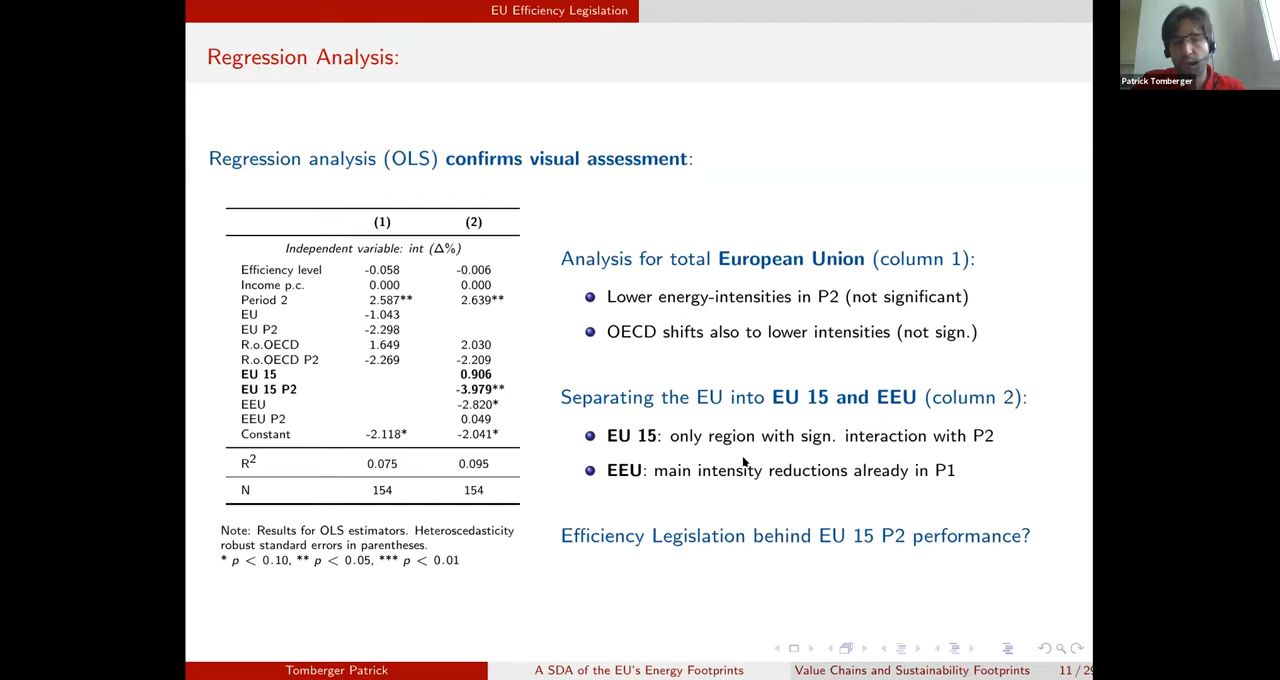 EU Efficiency Legislation
Regression Analysis:
Patrick Tomberger
Regression analysis (OLS) confirms visual assessment:
(1) (2)
Independent variable: int (Δ%)
Efficiency level -0.058 -0.006
Income p.c. 0.000 0.000
Period 2 2.587** 2.639**
EU -1.043
EU P2 -2.298
R.o.OECD 1.649 2.030
R.o.OECD P2 -2.269 -2.209
EU 15 0.906
EU 15 P2 -3.979**
EEU -2.820*
EEU P2 0.049
Constant -2.118* -2.041*
R2 0.075 0.095
N 154 154
Note: Results for OLS estimators. Heteroscedasticity
robust standard errors in parentheses.
* p < 0.10, ** p < 0.05, *** p < 0.01
Analysis for total European Union (column 1):
Lower energy-intensities in P2 (not significant)
OECD shifts also to lower intensities (not sign.)
Separating the EU into EU 15 and EEU (column 2):
EU 15: only region with sign. interaction with P2
EEU: main intensity reductions already in P1
Efficiency Legislation behind EU 15 P2 performance?
Tomberger Patrick
A SDA of the EU's Energy Footprints
Value Chains and Sustainability Footprints
11 / 29